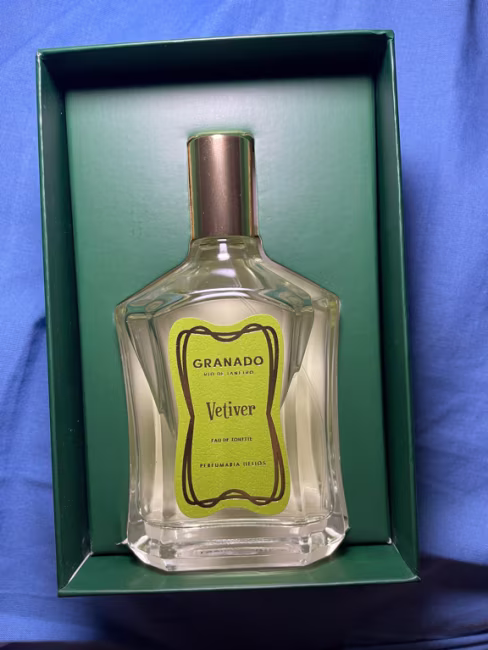 GRANADO
RIO DE JANEIRO
Vetiver
EAU DE TOILETTE
PERFUMARIA HELIOS